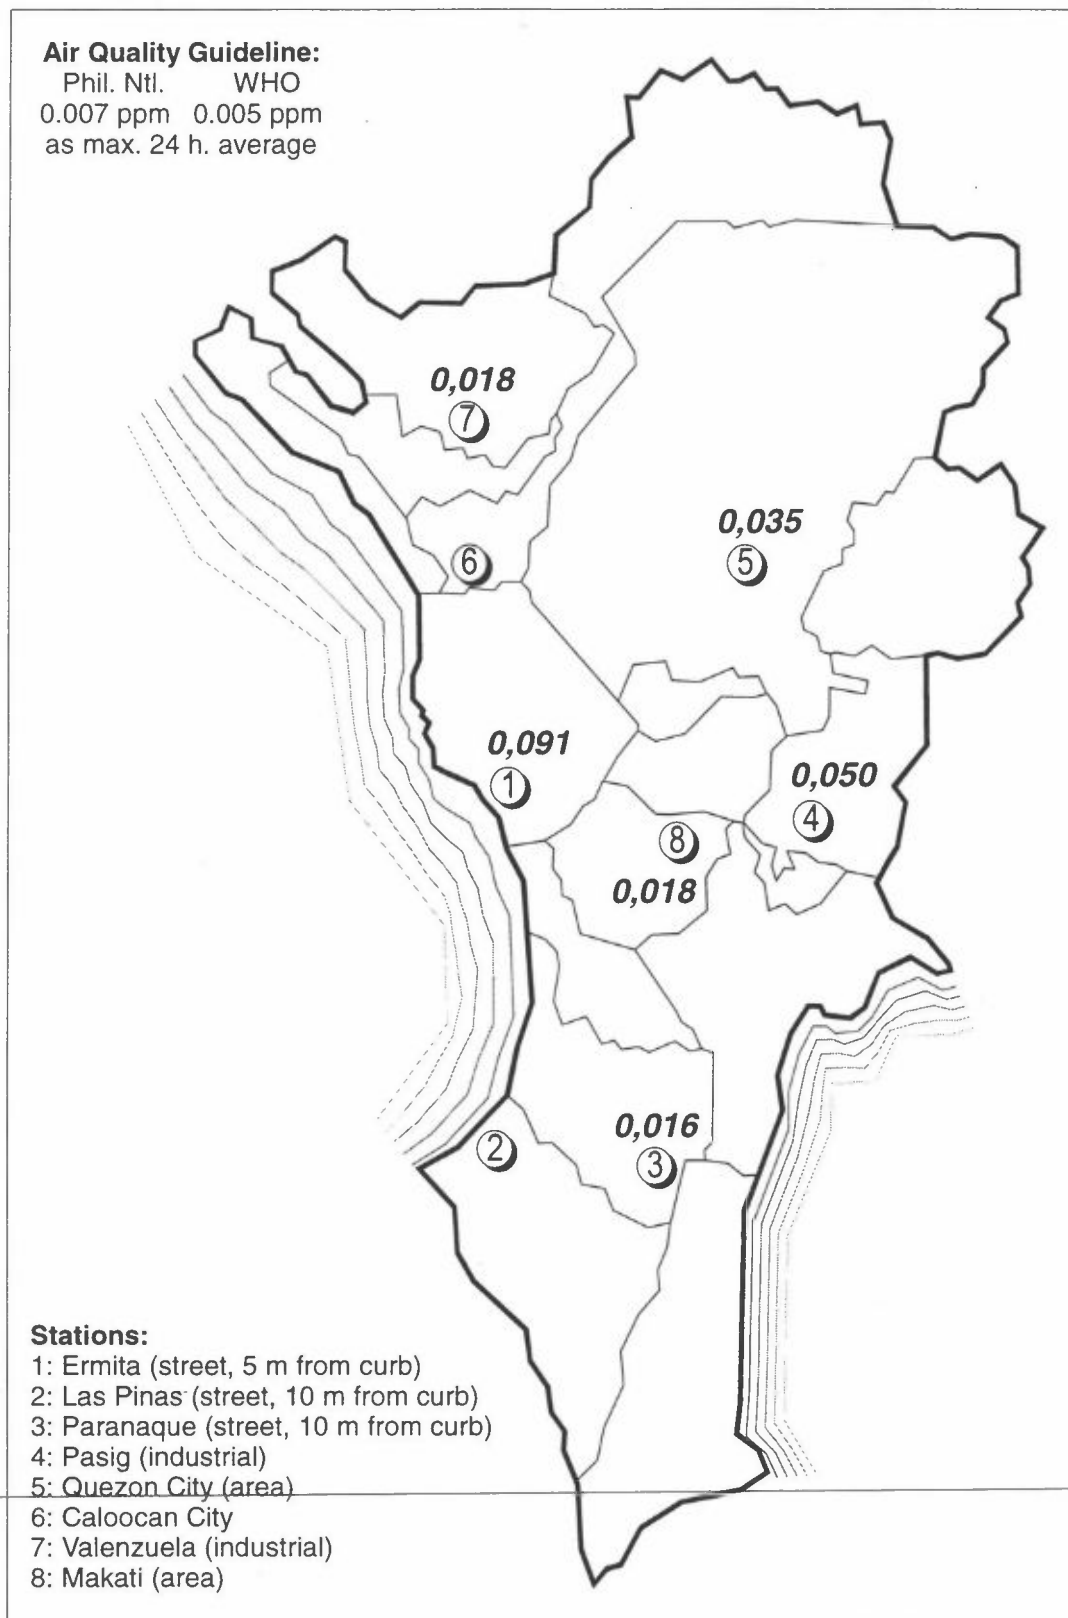 Air Quality Guideline:
Phil. Ntl. WHO
0.007 ppm 0.005 ppm
as max. 24 h. average
0,018
7
0,035
5
6
0,091
1
0,050
4
8
0,018
0,016
2
3
Stations:
1: Ermita (street, 5 m from curb)
2: Las Pinas (street, 10 m from curb)
3: Paranaque (street, 10 m from curb)
4: Pasig (industrial)
5: Quezon City (area)
6: Caloocan City
7: Valenzuela (industrial)
8: Makati (area)